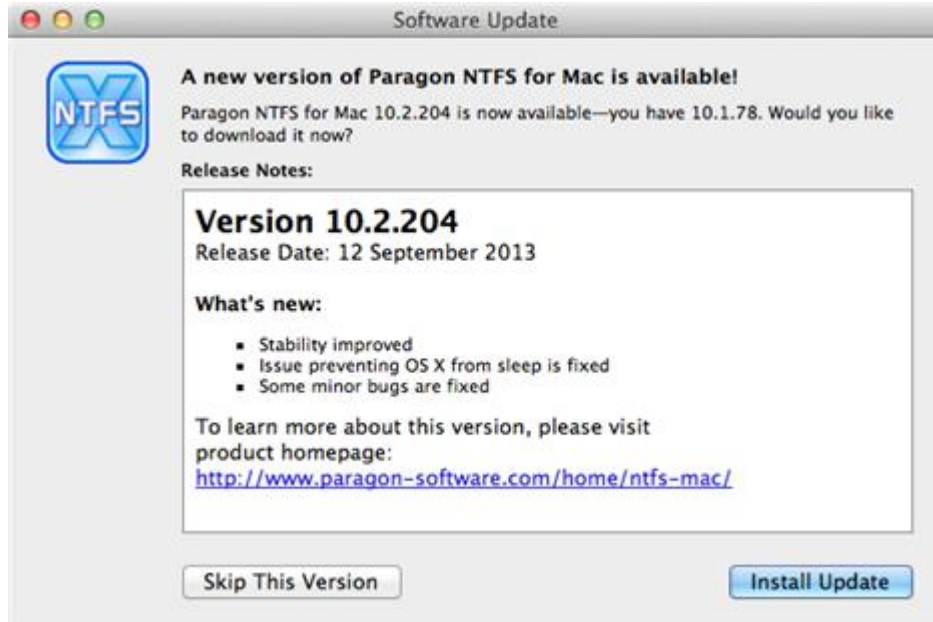 Software Update
NTFS
A new version of Paragon NTFS for Mac is available!
Paragon NTFS for Mac 10.2.204 is now available—you have 10.1.78. Would you like
to download it now?
Release Notes:
Version 10.2.204
Release Date: 12 September 2013
What's new:
▪ Stability improved
▪ Issue preventing OS X from sleep is fixed
▪ Some minor bugs are fixed
To learn more about this version, please visit
product homepage:
http://www.paragon-software.com/home/ntfs-mac/
Skip This Version
Install Update